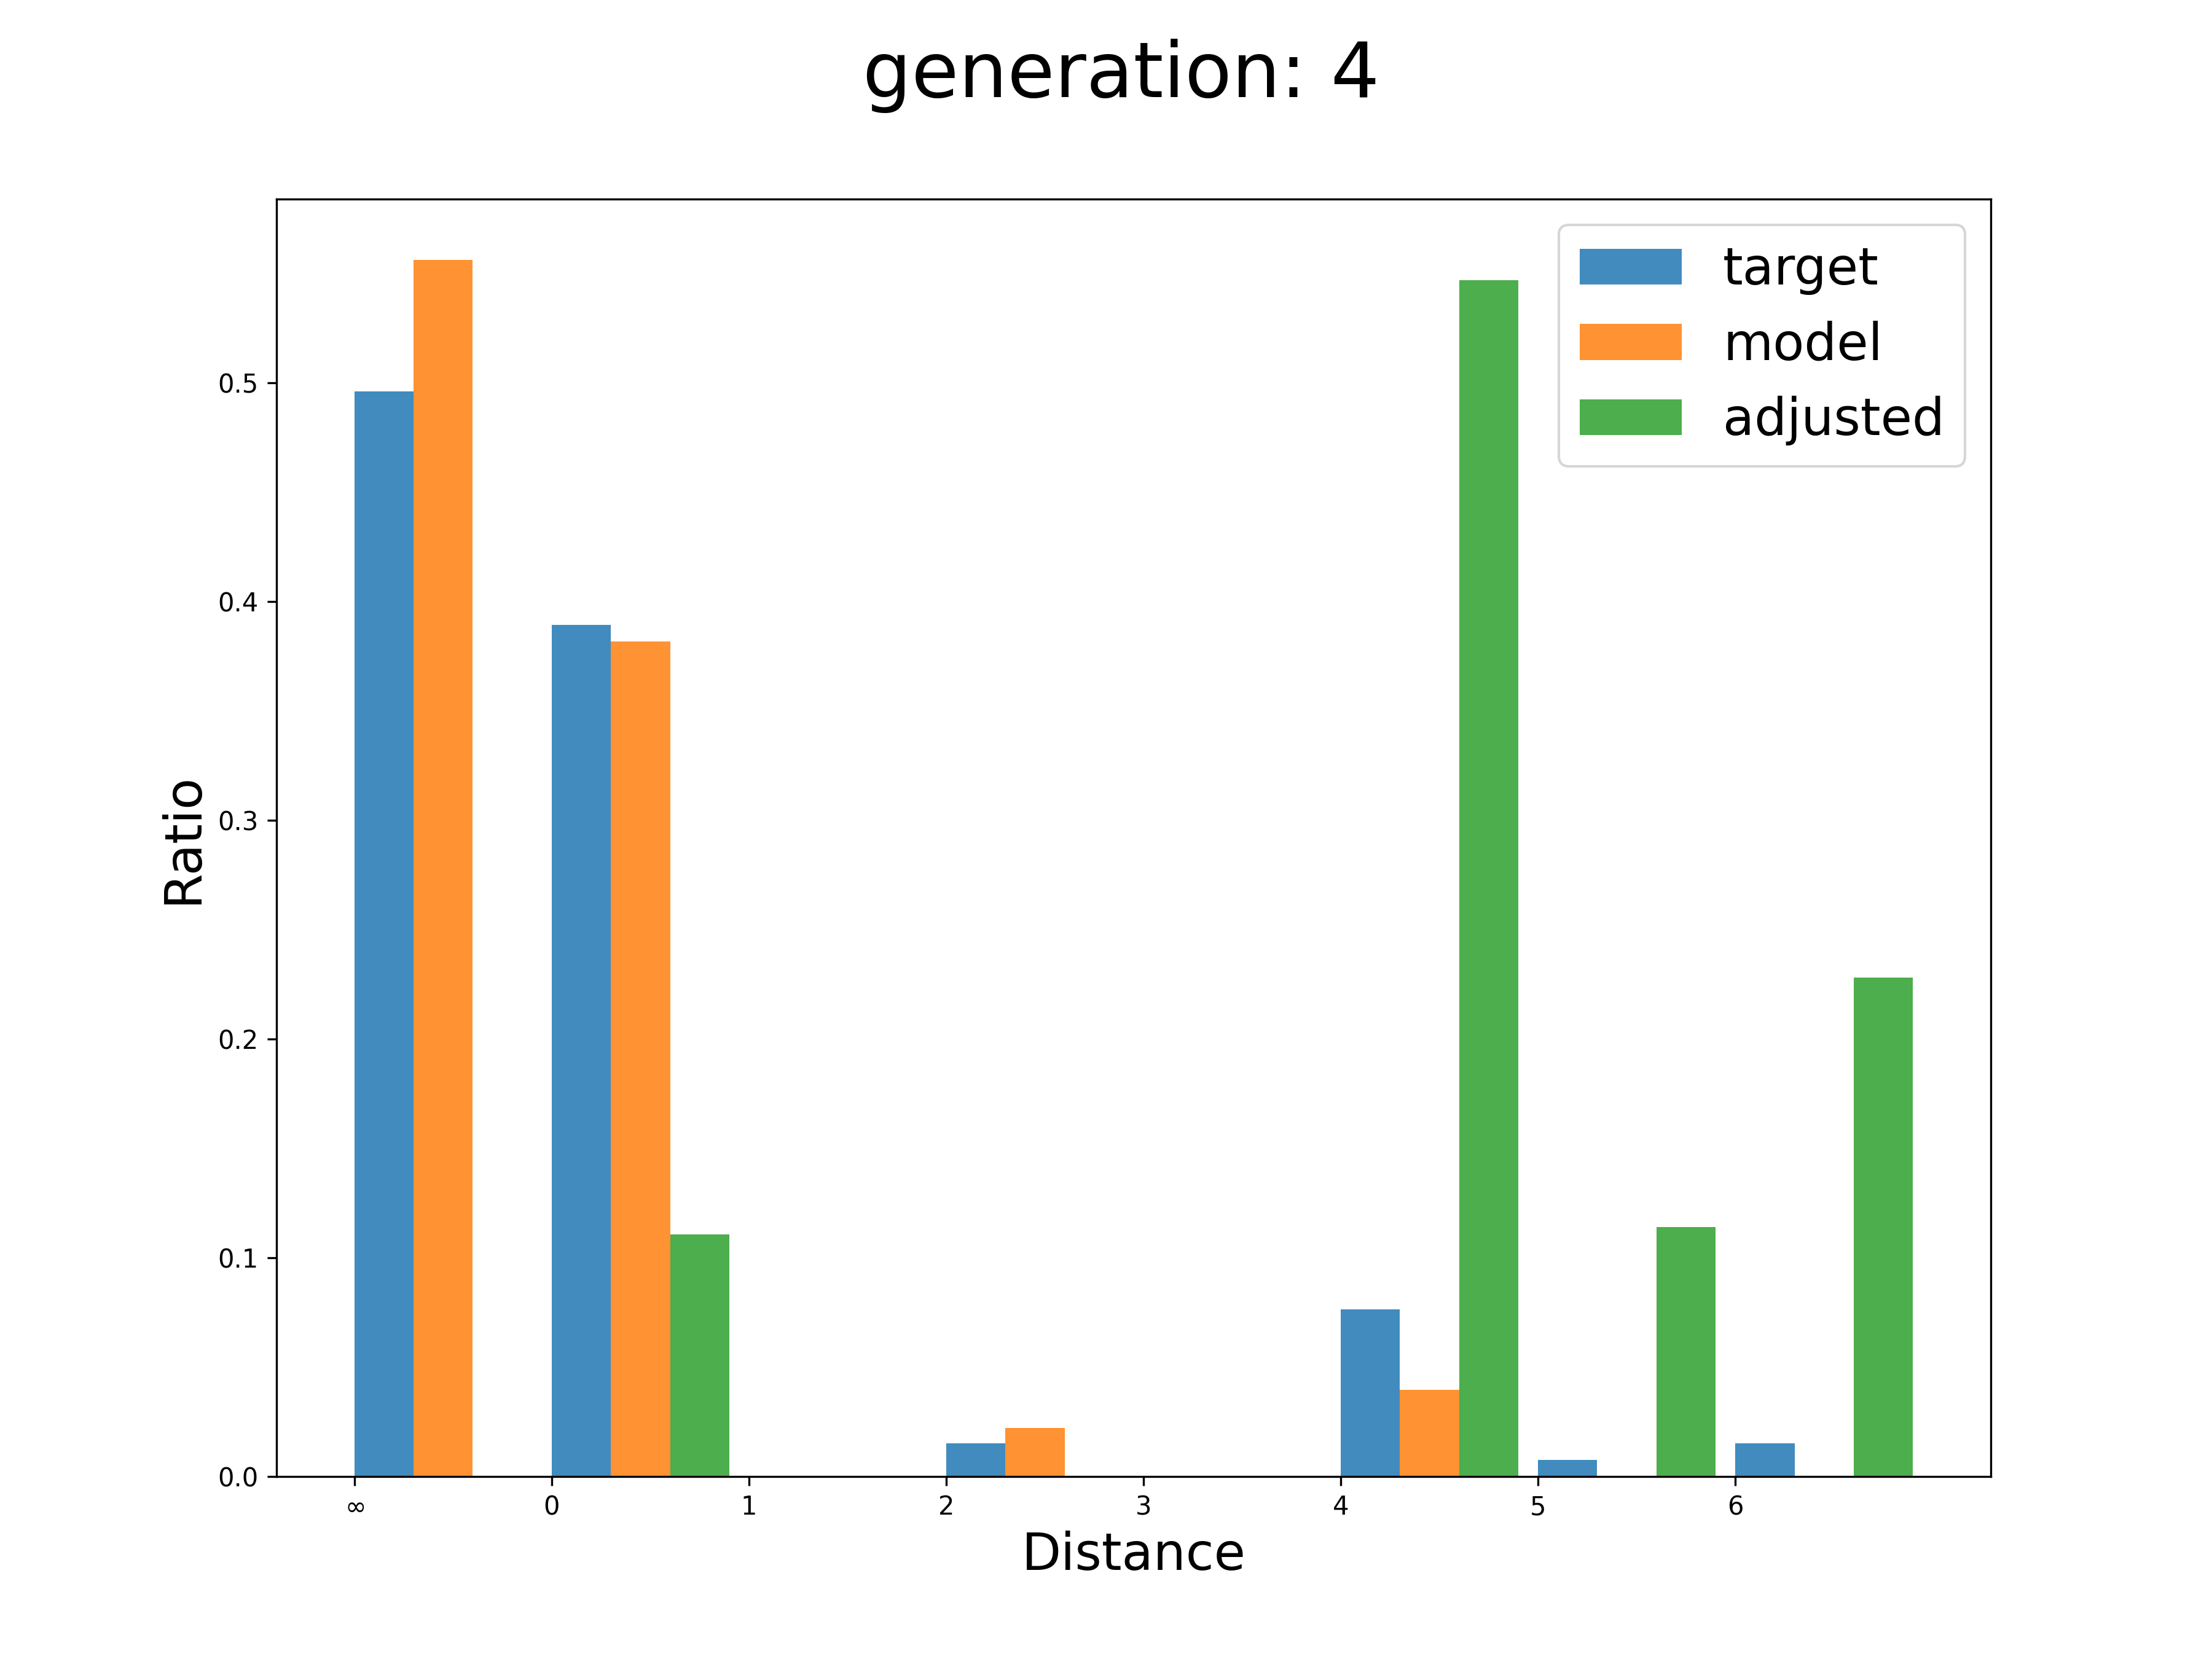 generation: 4
target
model
adjusted
Ratio
0.5
0.4
0.3
0.2
0.1
0.0
∞ 0 1 2 3 4 5 6
Distance